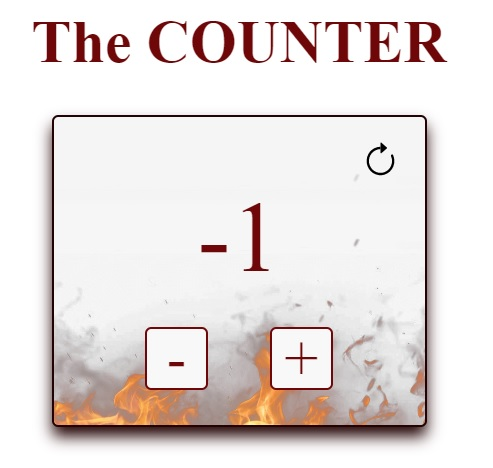 The COUNTER
-1
- +